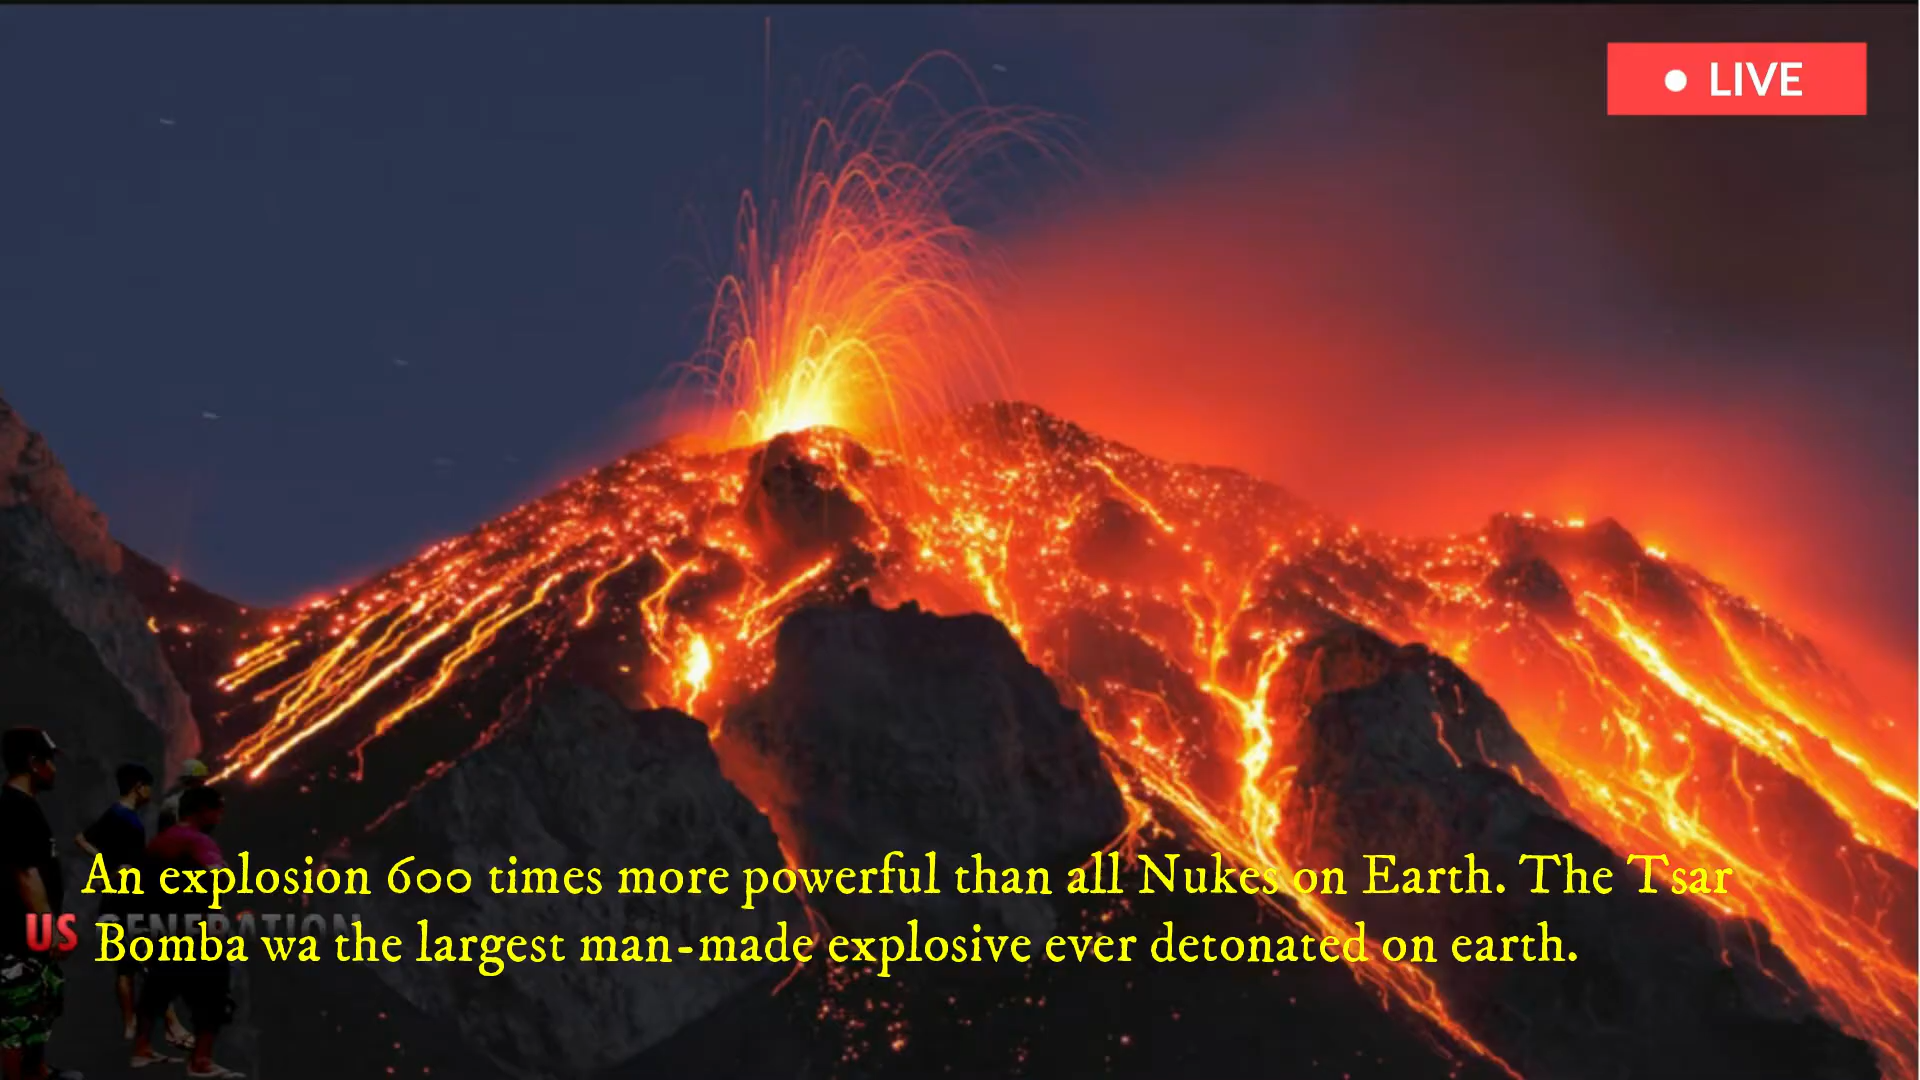 LIVE
An explosion 600 times more powerful than all Nukes on Earth. The Tsar
US GENERATION
Bomba wa the largest man-made explosive ever detonated on earth.